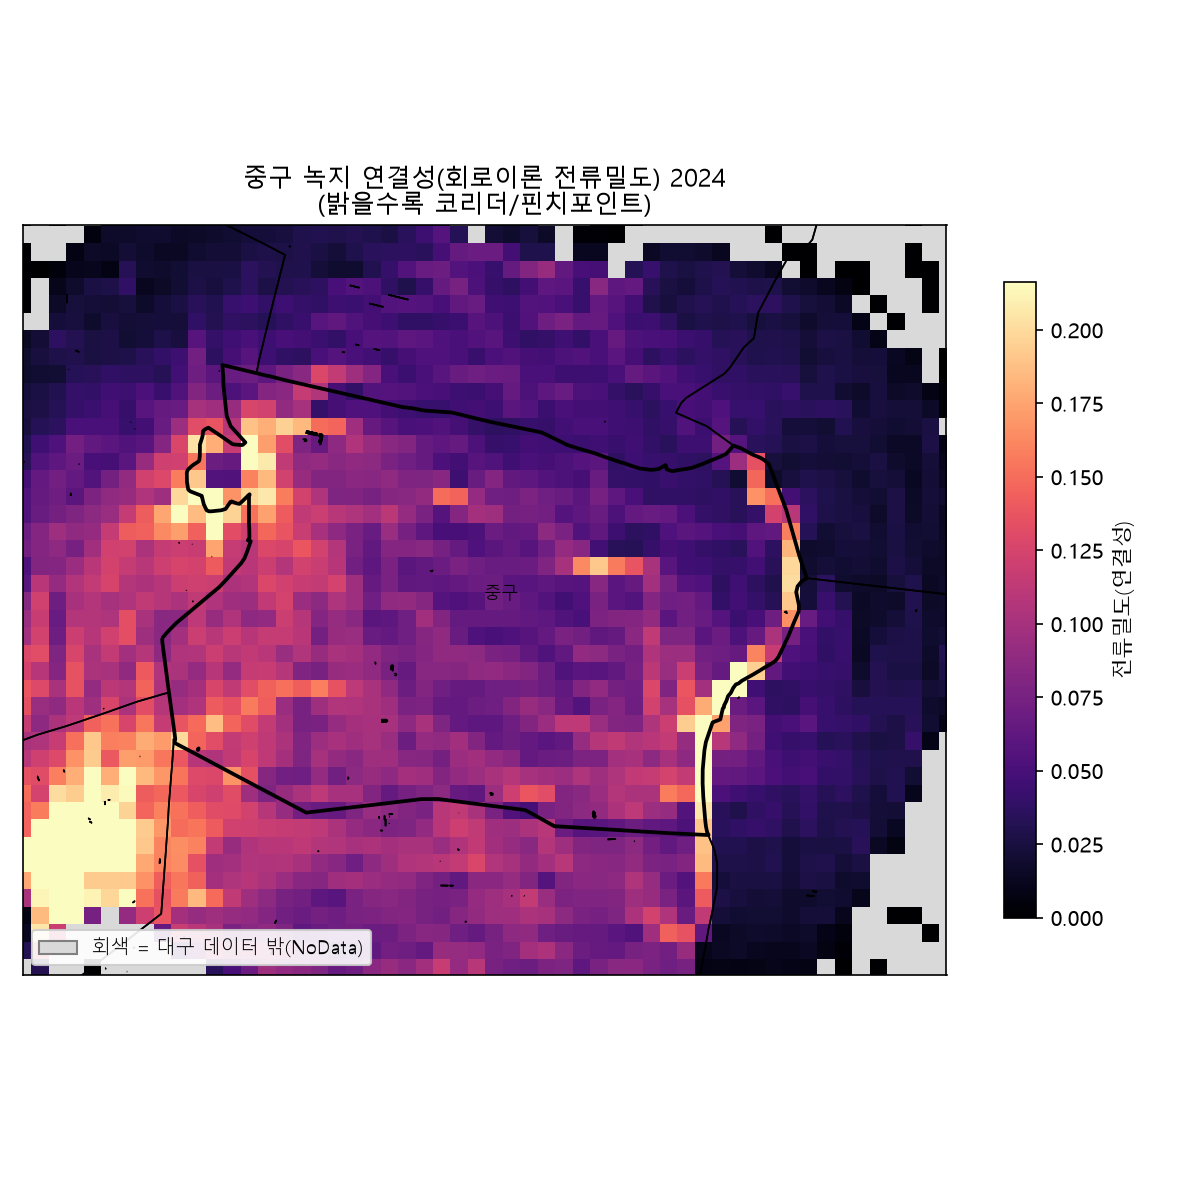 중구 녹지 연결성(회로이론 전류밀도) 2024
(밝을수록 코리더/핀치포인트)
중구
회색 = 대구 데이터 밖(NoData)
0.200
0.175
0.150
0.125
0.100
0.075
0.050
0.025
0.000
전류밀도(연결성)